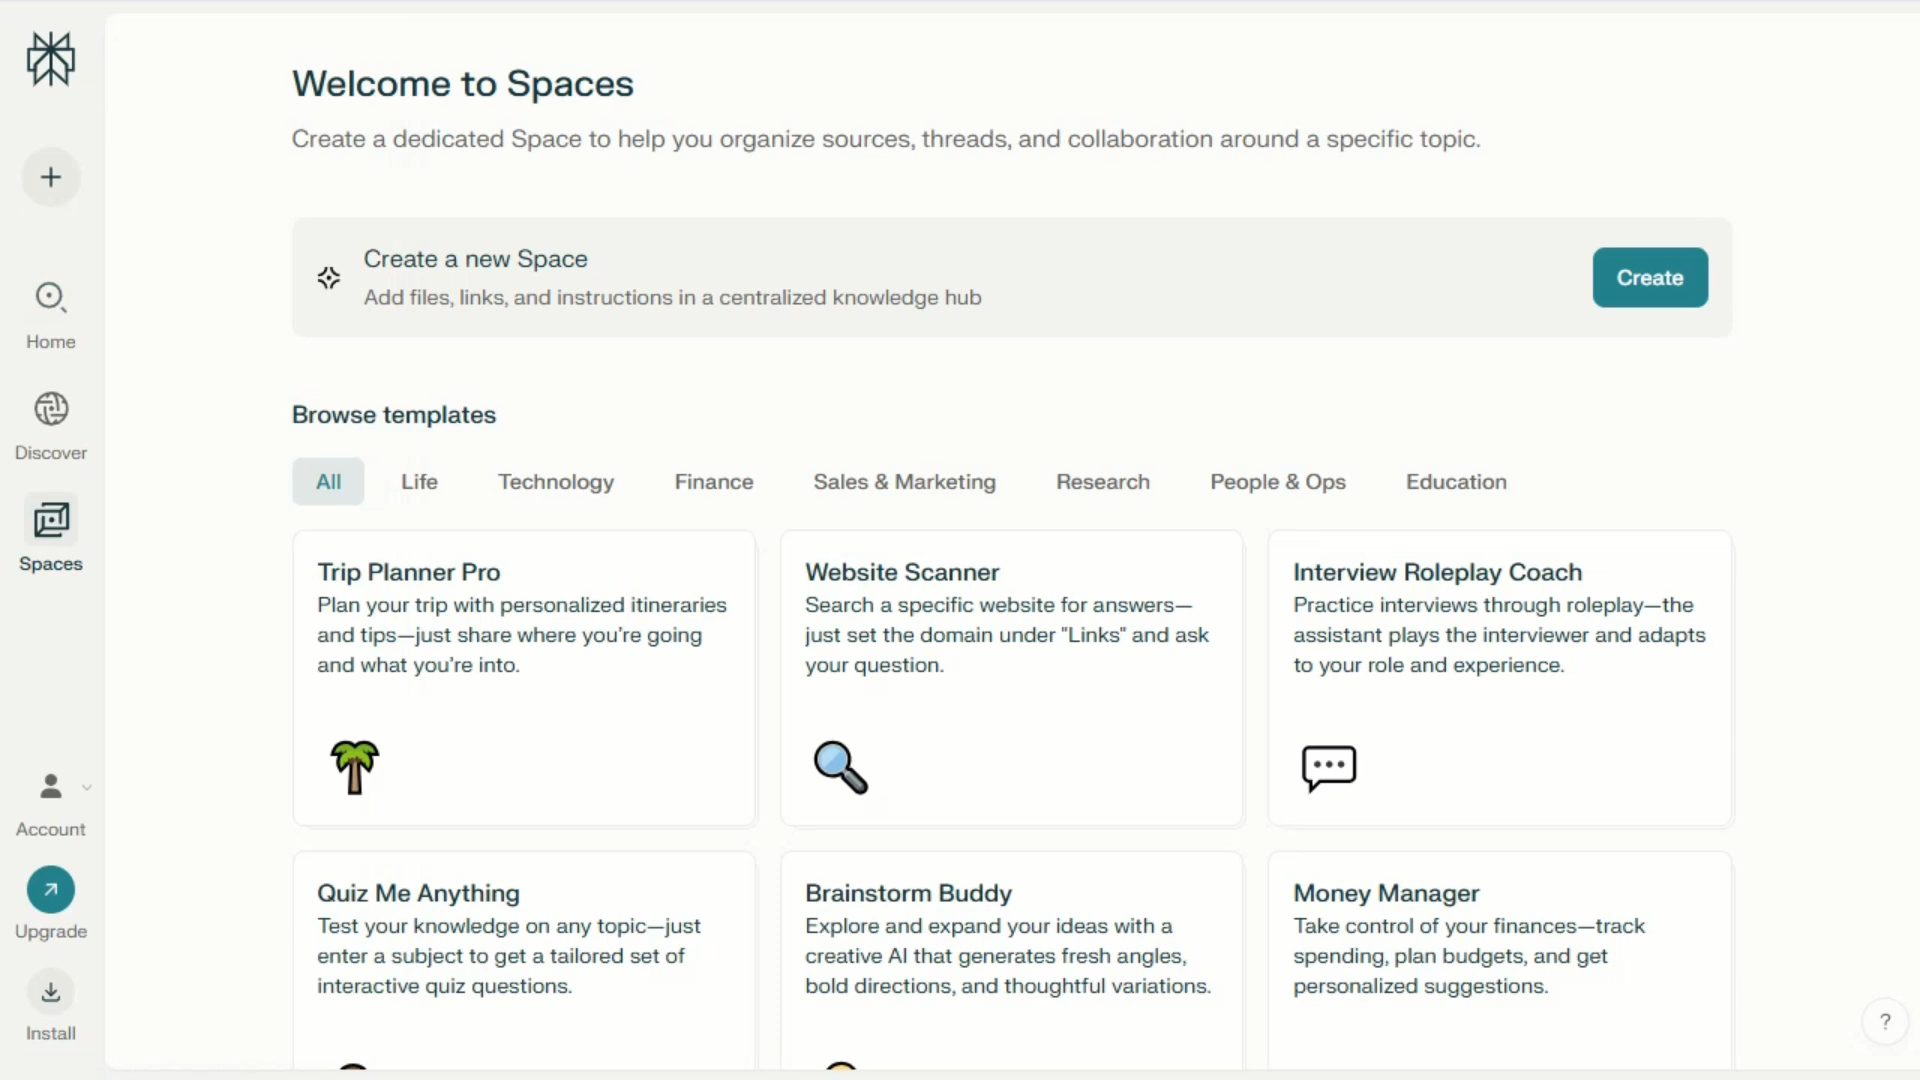 Welcome to Spaces
Create a dedicated Space to help you organize sources, threads, and collaboration around a specific topic.
Create a new Space
Add files, links, and instructions in a centralized knowledge hub
Create
Home
Discover
Spaces
Account
Upgrade
Install
Browse templates
All Life Technology Finance Sales & Marketing Research People & Ops Education
Trip Planner Pro
Plan your trip with personalized itineraries
and tips—just share where you’re going
and what you’re into.
Website Scanner
Search a specific website for answers—
just set the domain under "Links" and ask
your question.
Interview Roleplay Coach
Practice interviews through roleplay—the
assistant plays the interviewer and adapts
to your role and experience.
Quiz Me Anything
Test your knowledge on any topic—just
enter a subject to get a tailored set of
interactive quiz questions.
Brainstorm Buddy
Explore and expand your ideas with a
creative AI that generates fresh angles,
bold directions, and thoughtful variations.
Money Manager
Take control of your finances—track
spending, plan budgets, and get
personalized suggestions.
?